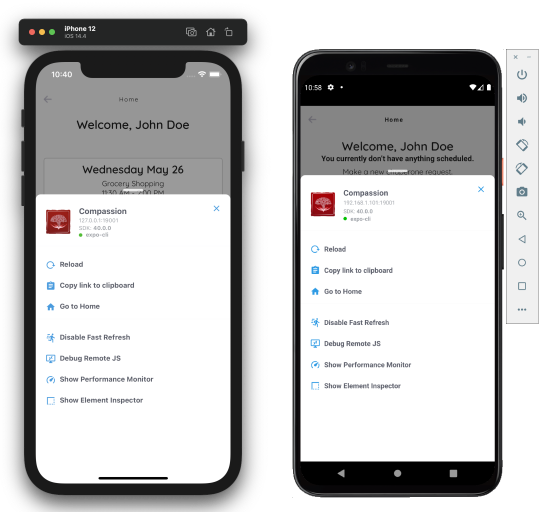 iPhone 12
iOS 14.4
10:40
Home
Welcome, John Doe
Wednesday May 26
Grocery Shopping
11:30 AM - 2:00 PM
Compassion
127.0.0.1:19001
SDK: 40.0.0
expo-cli
Reload
Copy link to clipboard
Go to Home
Disable Fast Refresh
Debug Remote JS
Show Performance Monitor
Show Element Inspector
10:58
Home
Welcome, John Doe
You currently don't have anything scheduled.
Make a new request.
Compassion
192.168.1.101:19001
SDK: 40.0.0
expo-cli
Reload
Copy link to clipboard
Go to Home
Disable Fast Refresh
Debug Remote JS
Show Performance Monitor
Show Element Inspector